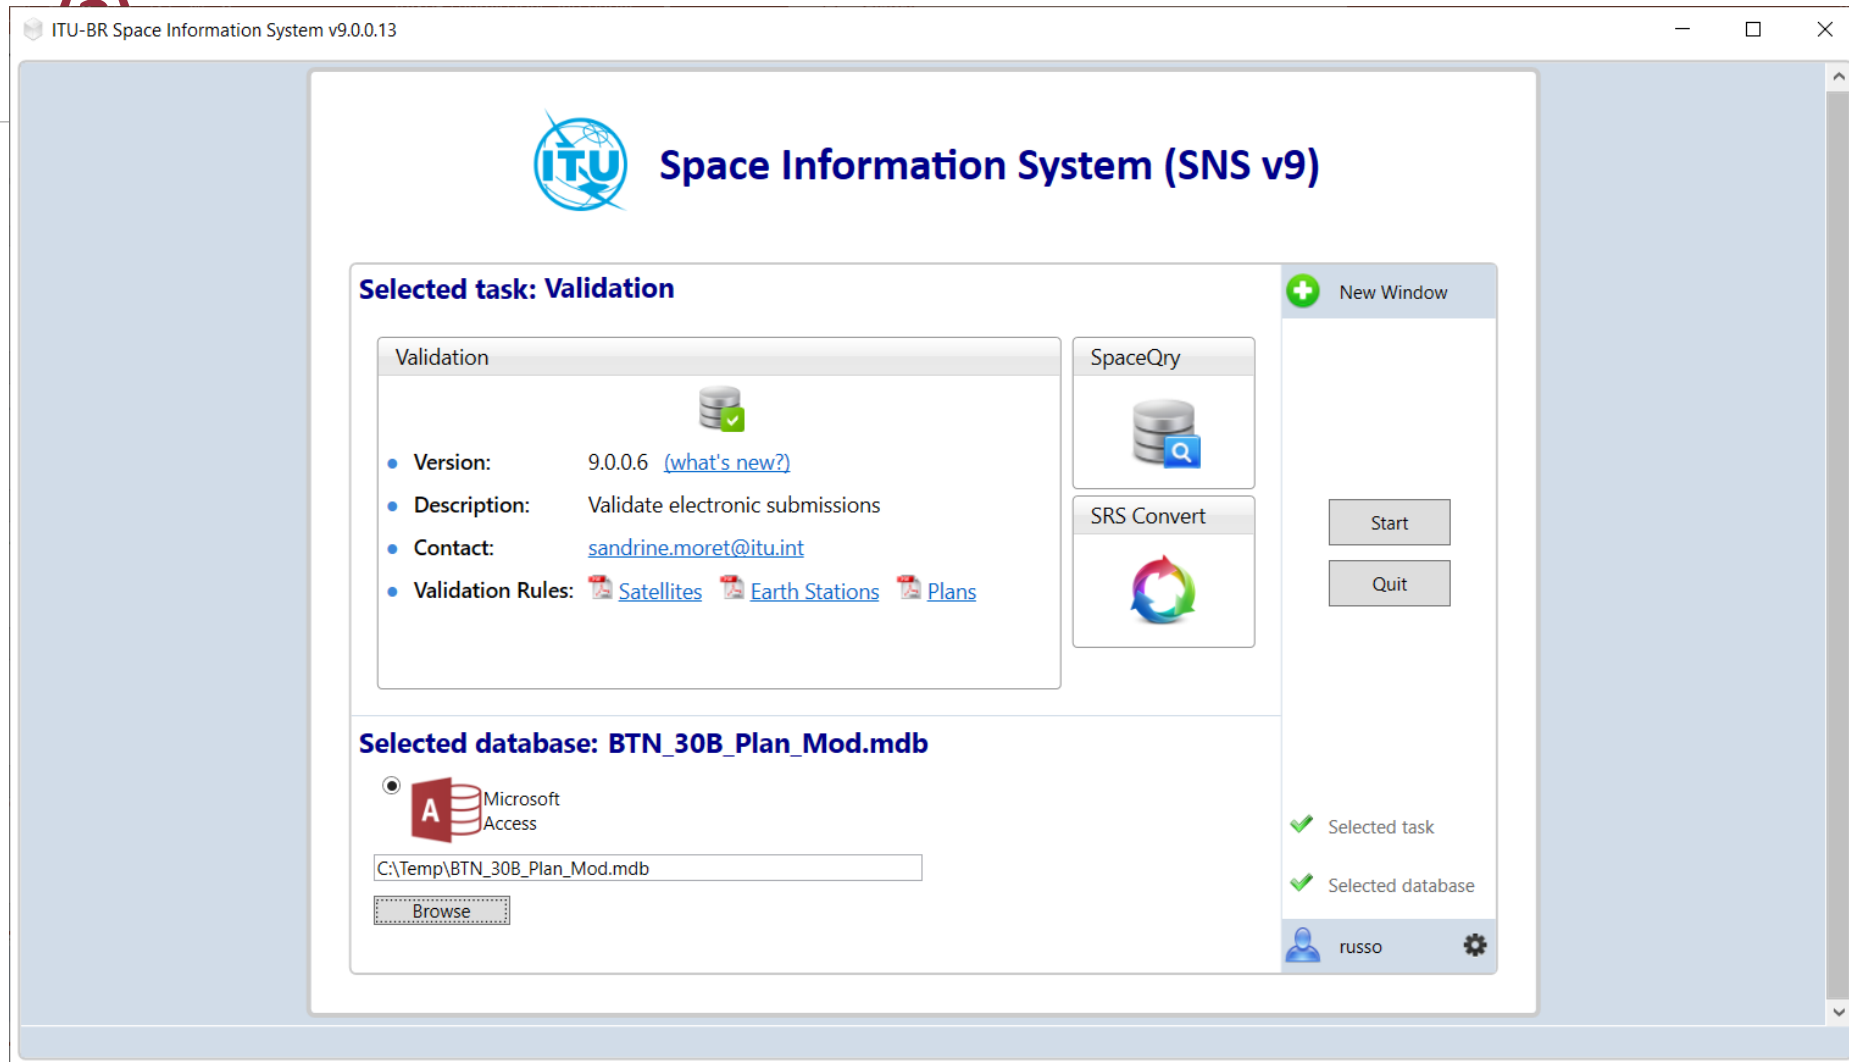 ITU-BR Space Information System v9.0.0.13
ITU
Space Information System (SNS v9)
Selected task: Validation
New Window
Validation
SpaceQry
Version: 9.0.0.6 (what's new?)
Description: Validate electronic submissions
SRS Convert
Start
Contact: sandrine.moret@itu.int
Validation Rules: Satellites Earth Stations Plans
Quit
Selected database: BTN_30B_Plan_Mod.mdb
A
Microsoft
Access
Selected task
C:\Temp\BTN_30B_Plan_Mod.mdb
Selected database
Browse
russo